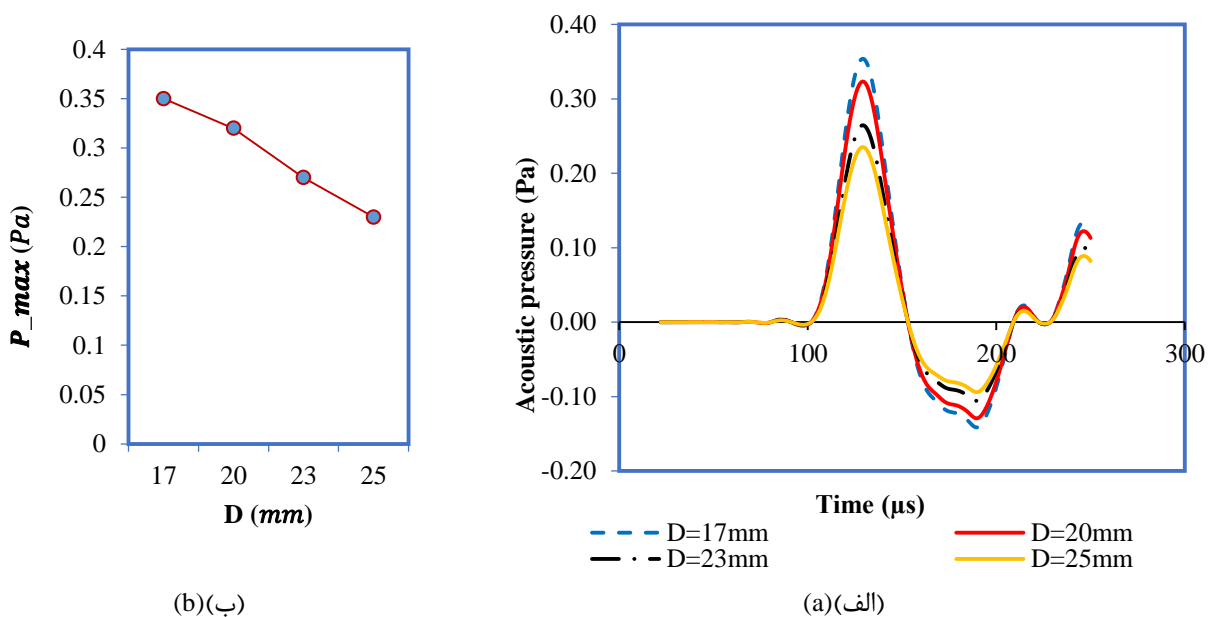 0.4
0.35
0.3
0.25
0.2
0.15
0.1
0.05
0
P_max (Pa)
17 20 23 25
D (mm)
(ب)(b)
0.40
0.30
0.20
0.10
0.00
-0.10
-0.20
Acoustic pressure (Pa)
0 100 200 300
Time (µs)
D=17mm D=20mm
D=23mm D=25mm
(الف)(a)